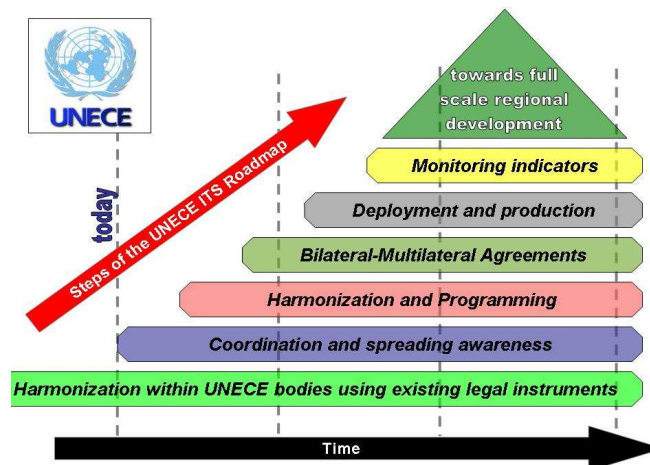 UNECE
towards full
scale regional
development
Steps of the UNECE ITS Roadmap
today
Monitoring indicators
Deployment and production
Bilateral-Multilateral Agreements
Harmonization and Programming
Coordination and spreading awareness
Harmonization within UNECE bodies using existing legal instruments
Time